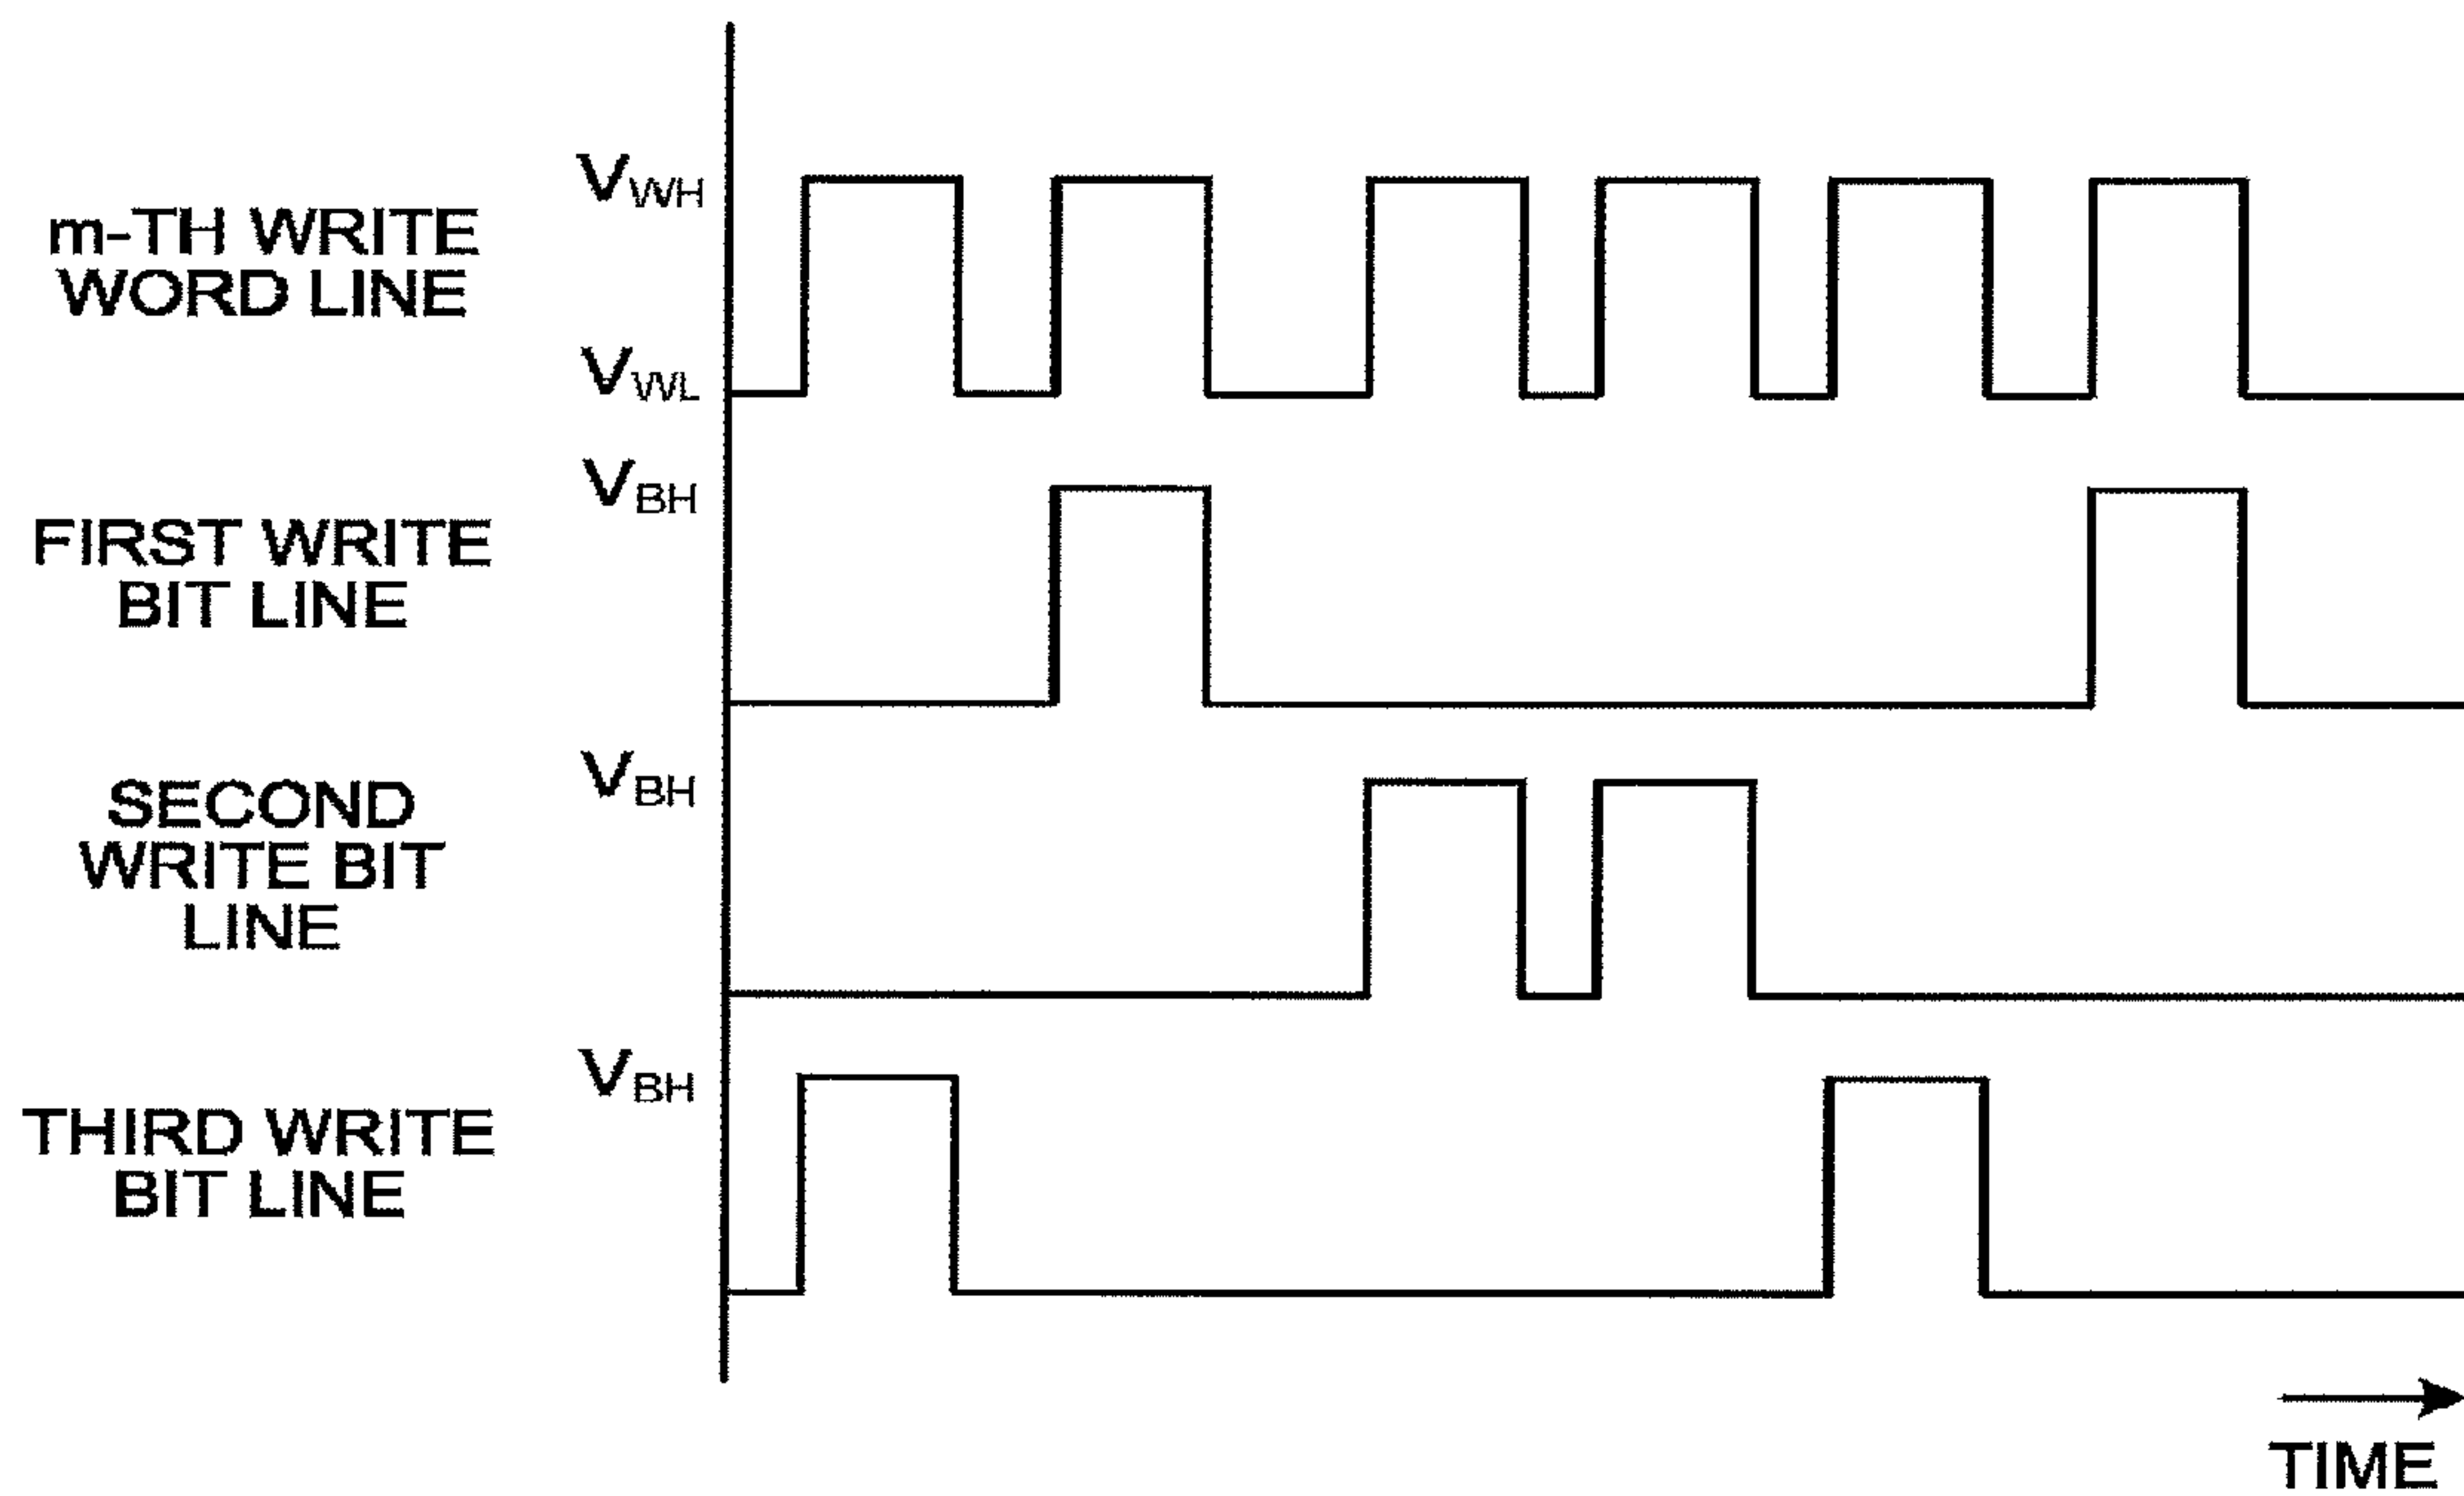 V_WH
m-TH WRITE
WORD LINE
V_WL
V_BH
FIRST WRITE
BIT LINE
V_BH
SECOND
WRITE BIT
LINE
V_BH
THIRD WRITE
BIT LINE
TIME